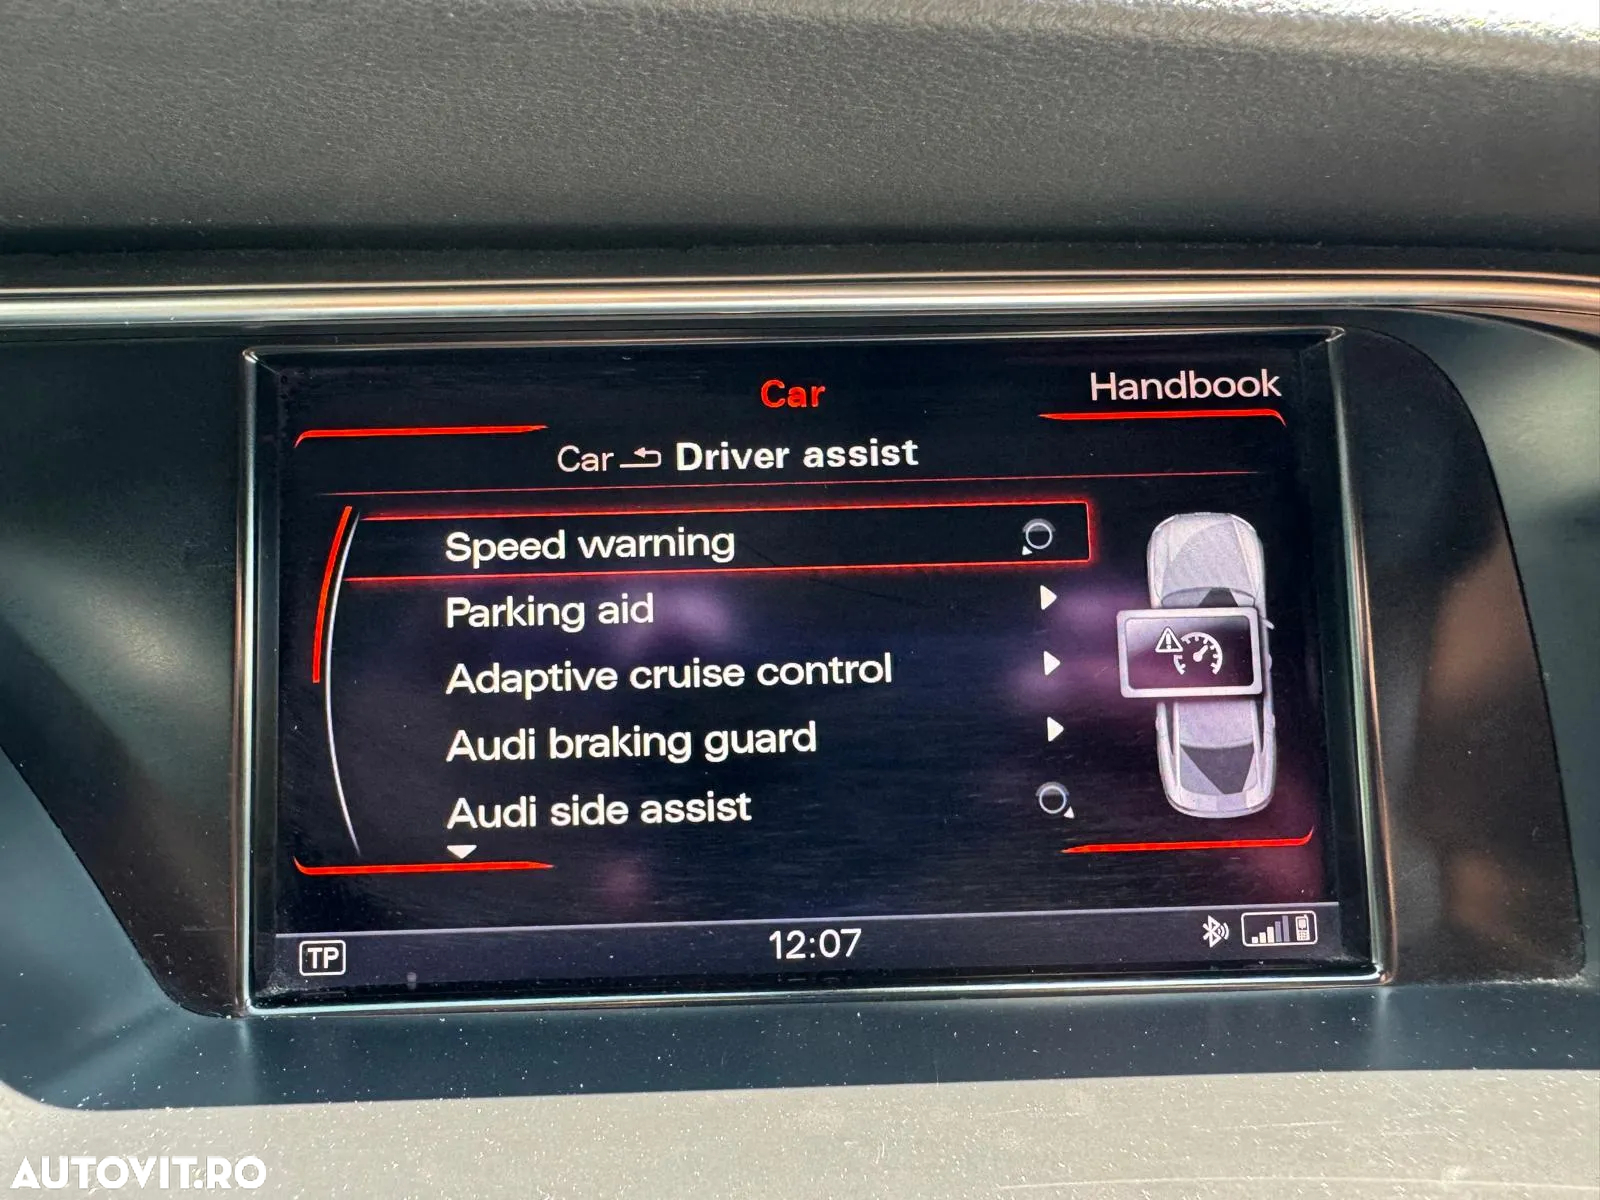 Car
Handbook
Car Driver assist
Speed warning
Parking aid
Adaptive cruise control
Audi braking guard
Audi side assist
TP
12:07
AUTOVIT.RO